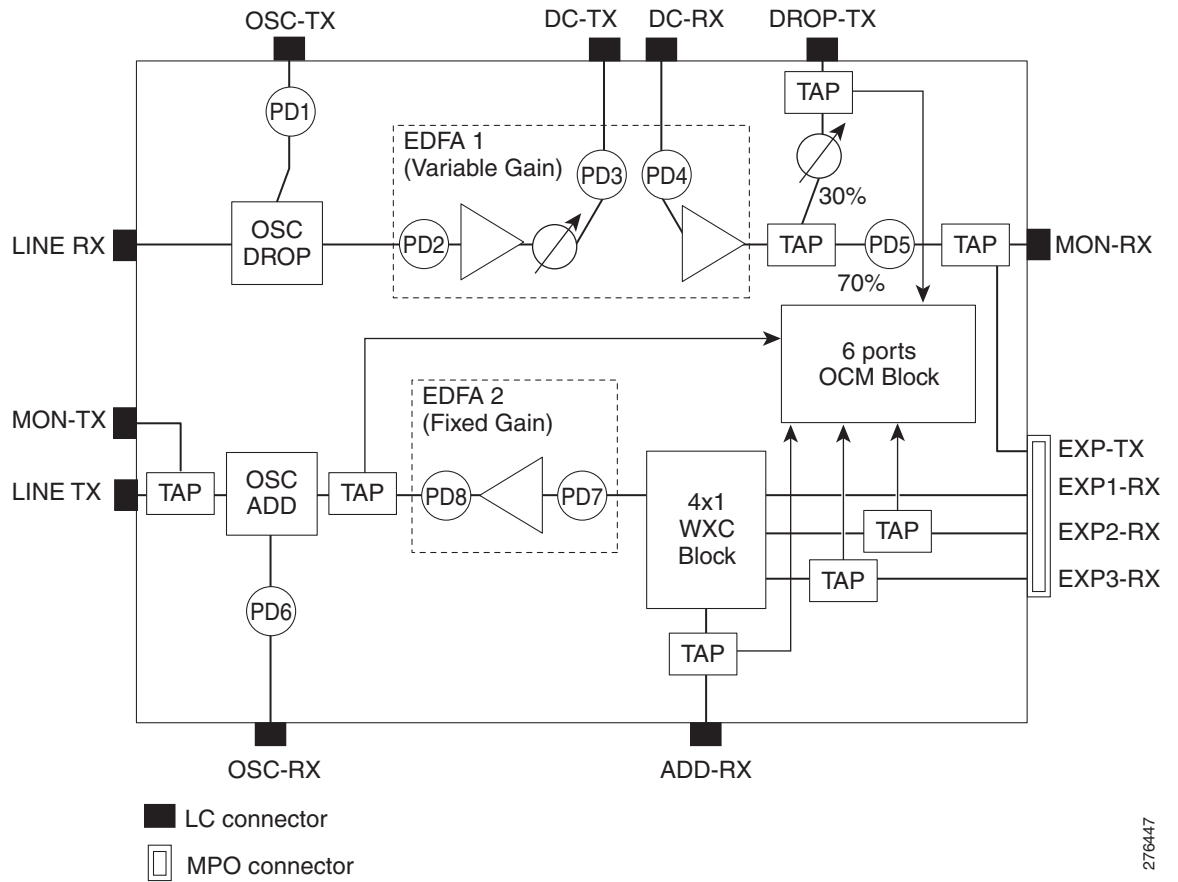 OSC-TX
DC-TX
DC-RX
DROP-TX
TAP
PD1
EDFA 1
(Variable Gain)
PD3
PD4
30%
LINE RX
OSC
DROP
PD2
TAP
PD5
TAP
MON-RX
70%
6 ports
OCM Block
EDFA 2
(Fixed Gain)
MON-TX
EXP-TX
LINE TX
TAP
OSC
ADD
TAP
PD8
PD7
4x1
WXC
Block
EXP1-RX
TAP
EXP2-RX
TAP
EXP3-RX
PD6
TAP
OSC-RX
ADD-RX
LC connector
MPO connector
276447